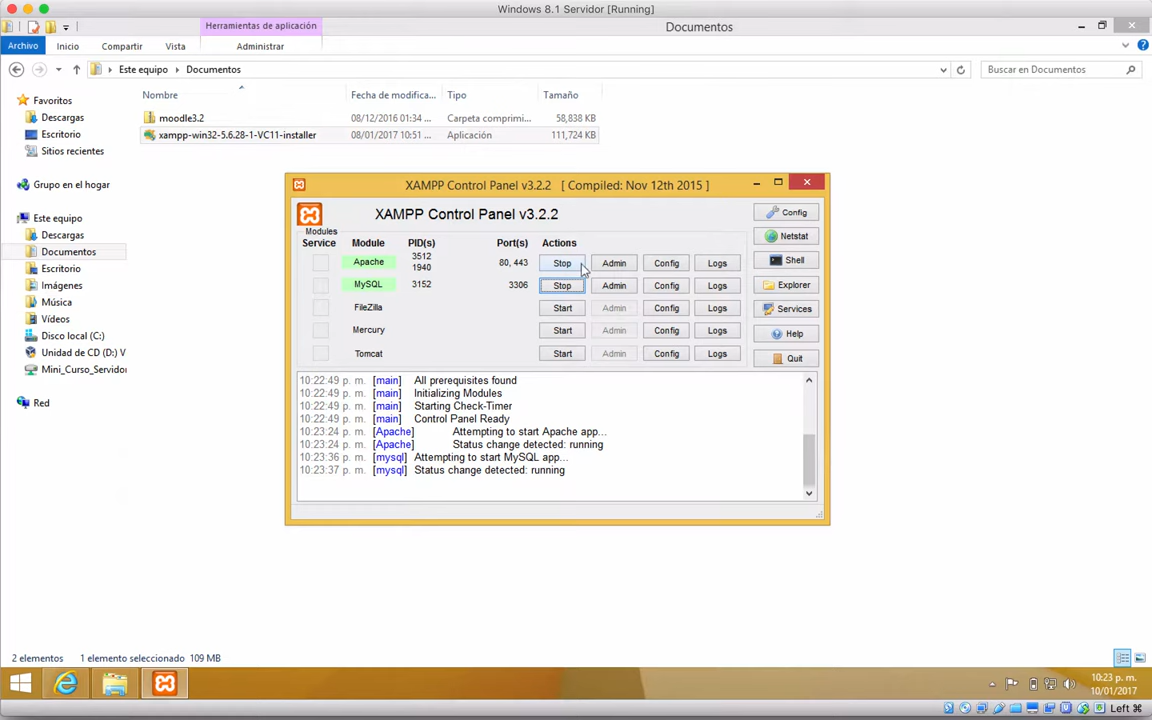 Windows 8.1 Servidor [Running]
Herramientas de aplicación
Documentos
Archivo Inicio Compartir Vista Administrar
Este equipo Documentos
Buscar en Documentos
Nombre Fecha de modifica... Tipo Tamaño
moodle3.2 08/12/2016 01:34 ... Carpeta comprimi... 58,838 KB
xampp-win32-5.6.28-1-VC11-installer 08/01/2017 10:51 ... Aplicación 111,724 KB
Favoritos
Descargas
Escritorio
Sitios recientes
Grupo en el hogar
Este equipo
Descargas
Documentos
Escritorio
Imágenes
Música
Vídeos
Disco local (C:)
Unidad de CD (D:) V
Mini_Curso_Servidor
Red
XAMPP Control Panel v3.2.2 [ Compiled: Nov 12th 2015 ]
XAMPP Control Panel v3.2.2
Modules
Service Module PID(s) Port(s) Actions
Apache 3512 1940 80, 443 Stop Admin Config Logs
MySQL 3152 3306 Stop Admin Config Logs
FileZilla Start Admin Config Logs
Mercury Start Admin Config Logs
Tomcat Start Admin Config Logs
Config
Netstat
Shell
Explorer
Services
Help
Quit
10:22:49 p. m. [main] All prerequisites found
10:22:49 p. m. [main] Initializing Modules
10:22:49 p. m. [main] Starting Check-Timer
10:22:49 p. m. [main] Control Panel Ready
10:23:24 p. m. [Apache] Attempting to start Apache app...
10:23:24 p. m. [Apache] Status change detected: running
10:23:36 p. m. [mysql] Attempting to start MySQL app...
10:23:37 p. m. [mysql] Status change detected: running
2 elementos 1 elemento seleccionado 109 MB
10:23 p. m.
10/01/2017
Left ⌘